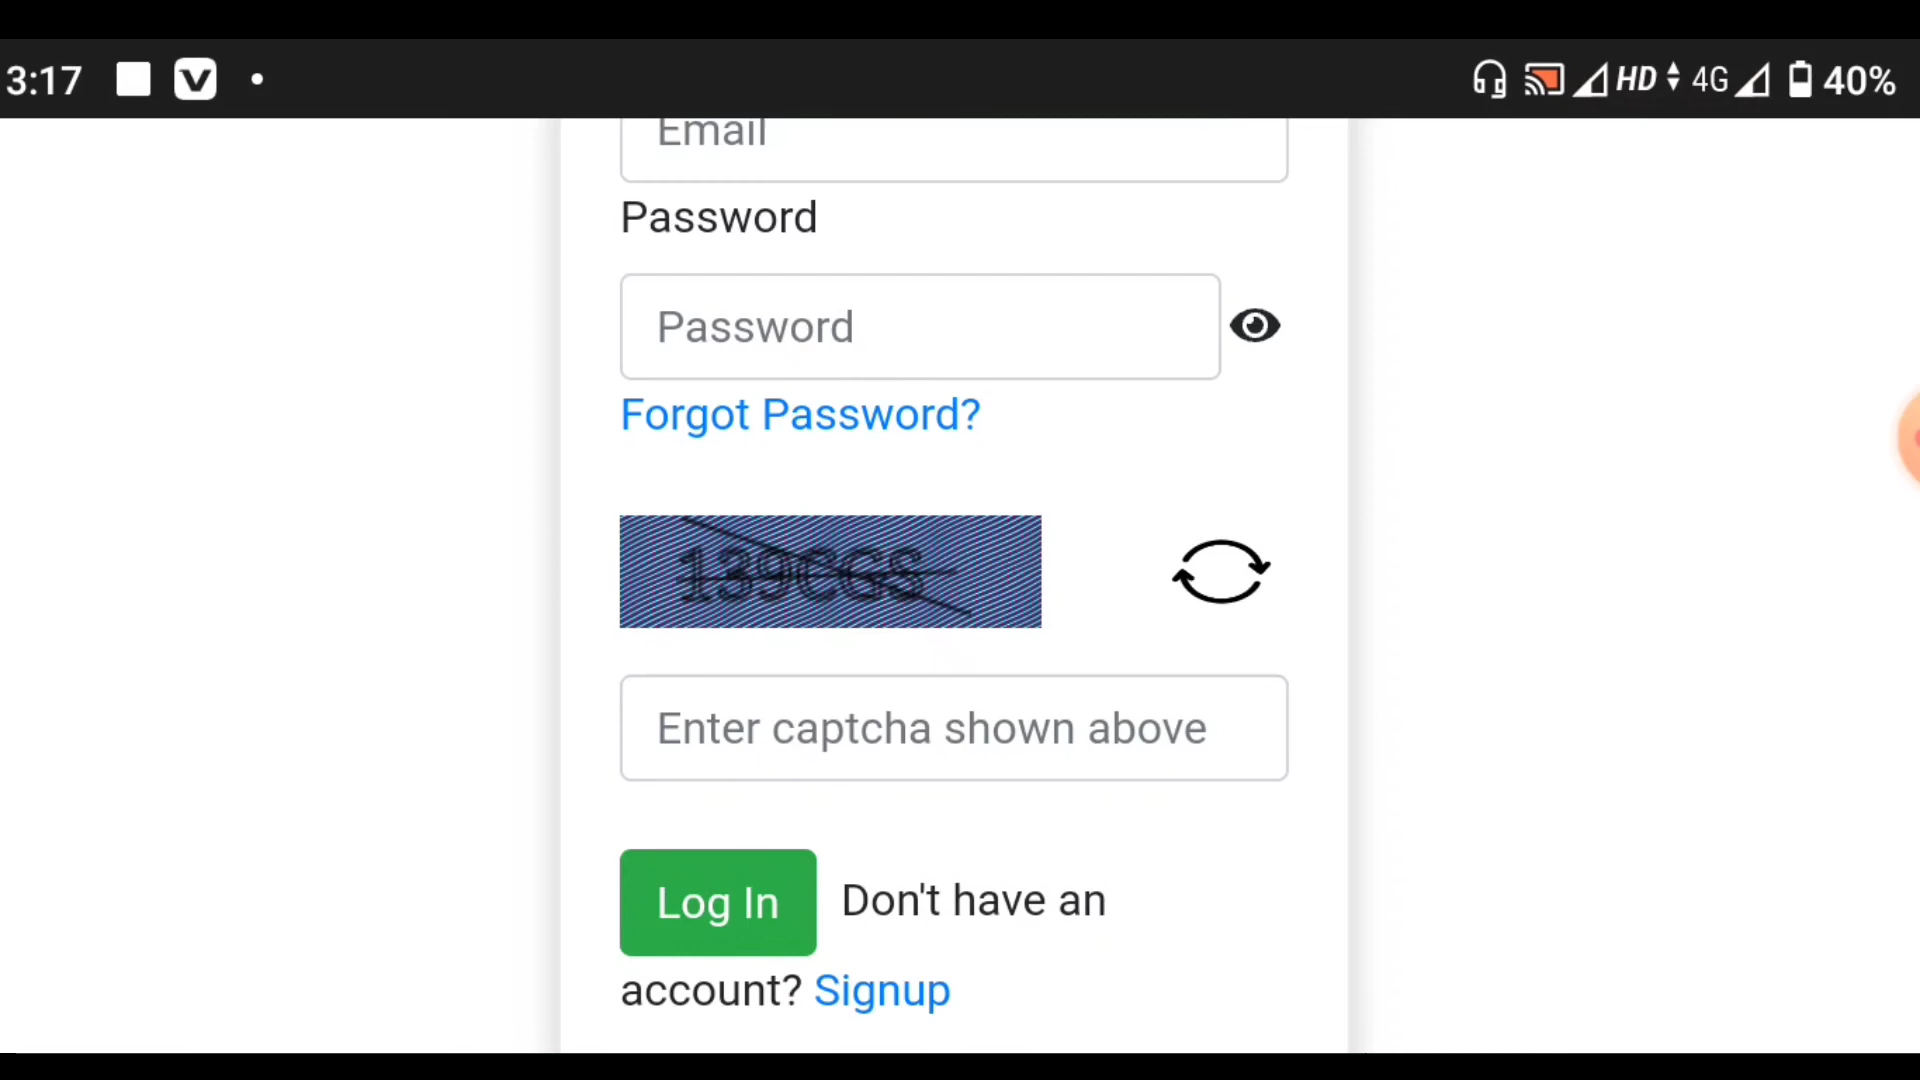 3:17 V HD 4G 40%
Email
Password
Password
Forgot Password?
139CGS
Enter captcha shown above
Log In Don't have an
account? Signup